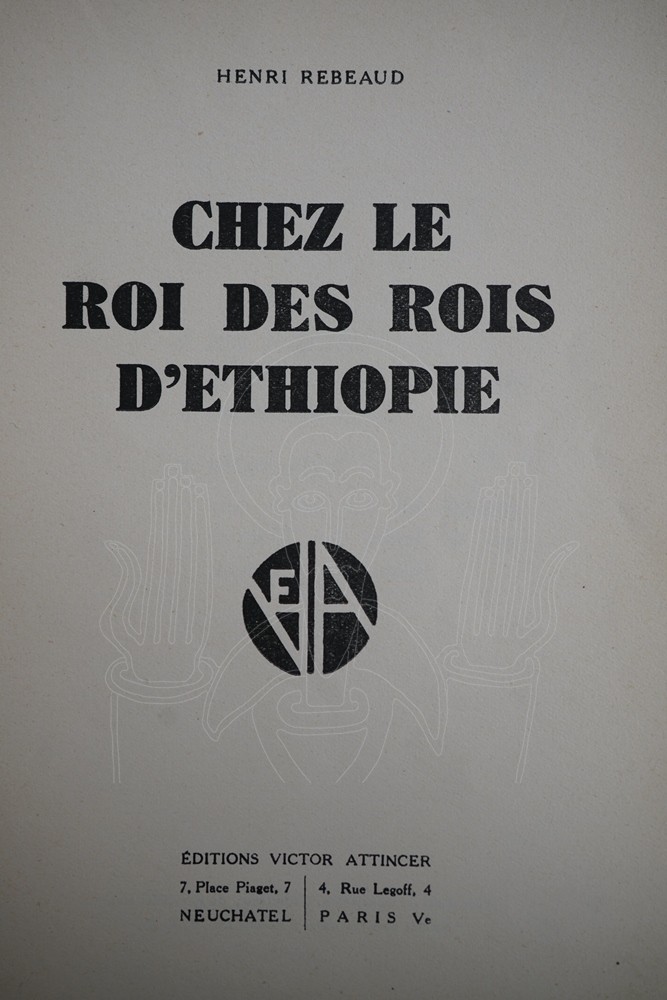 HENRI REBEAUD
CHEZ LE
ROI DES ROIS
D'ETHIOPIE
EVA
ÉDITIONS VICTOR ATTINGER
7, Place Piaget, 7 | 4, Rue Legoff, 4
NEUCHATEL | PARIS Ve